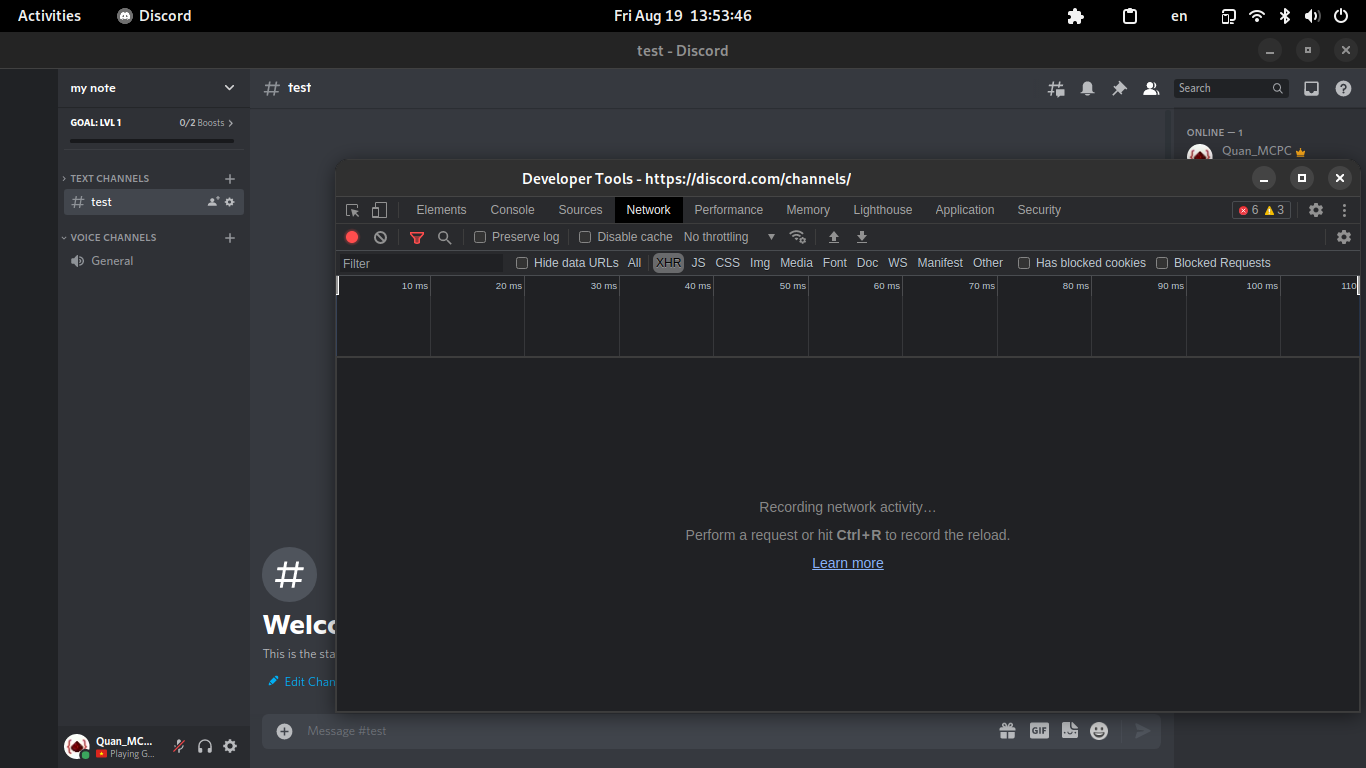 Activities Discord Fri Aug 19 13:53:46 en
test - Discord
my note
GOAL: LVL 1 0/2 Boosts
TEXT CHANNELS
test
VOICE CHANNELS
General
# test
Search
ONLINE — 1
Quan_MCPC
Developer Tools - https://discord.com/channels/
Elements Console Sources Network Performance Memory Lighthouse Application Security 6 3
Preserve log Disable cache No throttling
Filter Hide data URLs All XHR JS CSS Img Media Font Doc WS Manifest Other Has blocked cookies Blocked Requests
10 ms 20 ms 30 ms 40 ms 50 ms 60 ms 70 ms 80 ms 90 ms 100 ms 110
Recording network activity…
Perform a request or hit Ctrl+R to record the reload.
Learn more
#
Welco
This is the sta
Edit Chan
Message #test
GIF
Quan_MC...
Playing G...